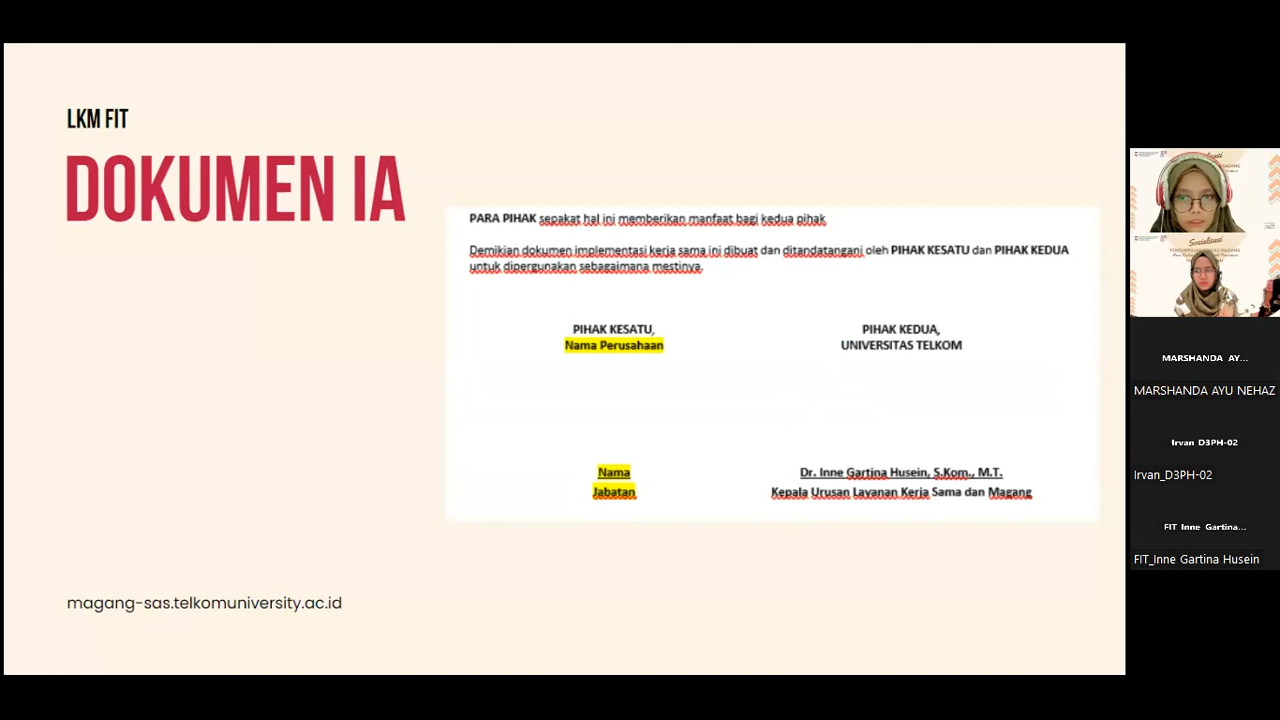 LKM FIT
DOKUMEN IA
PARA PIHAK sepakat hal ini memberikan manfaat bagi kedua pihak
Demikian dokumen implementasi kerja sama ini dibuat dan ditandatangani oleh PIHAK KESATU dan PIHAK KEDUA
untuk dipergunakan sebagaimana mestinya.
PIHAK KESATU,
Nama Perusahaan
PIHAK KEDUA,
UNIVERSITAS TELKOM
Nama
Jabatan
Dr. Inne Gartina Husein, S.Kom., M.T.
Kepala Urusan Layanan Kerja Sama dan Magang
magang-sas.telkomuniversity.ac.id
Sosialisasi
MARSHANDA AY...
MARSHANDA AYU NEHAZ
Irvan D3PH-02
Irvan_D3PH-02
FIT Inne Gartina...
FIT_Inne Gartina Husein